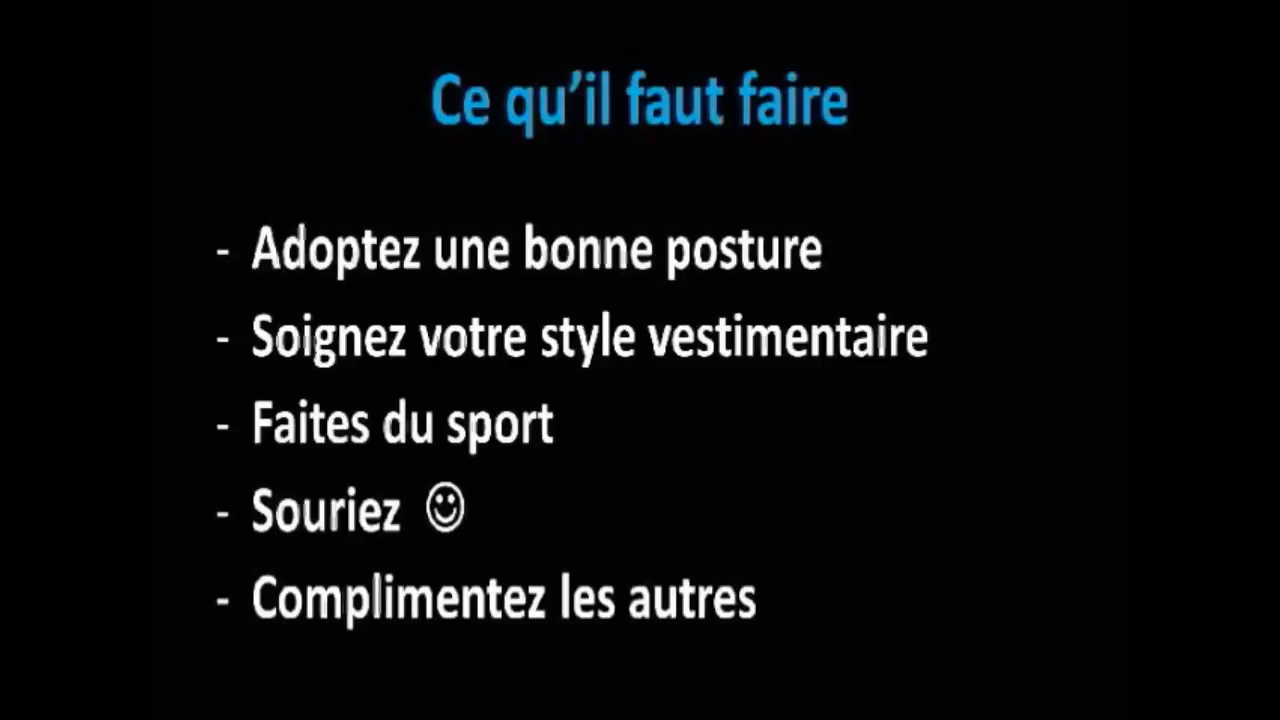 Ce qu’il faut faire
- Adoptez une bonne posture
- Soignez votre style vestimentaire
- Faites du sport
- Souriez ☺
- Complimentez les autres